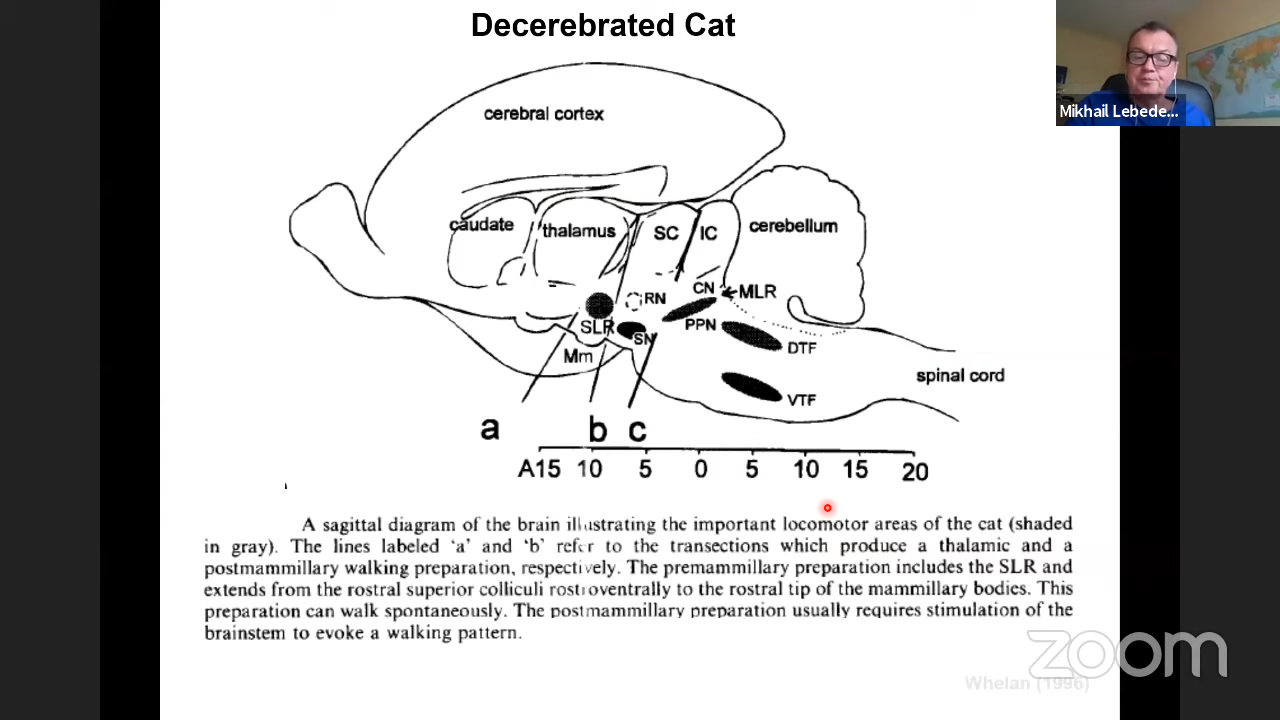 Decerebrated Cat
Mikhail Lebede...
cerebral cortex
caudate
thalamus
SC
IC
cerebellum
CN
MLR
RN
SLR
SN
PPN
DTF
Mm
VTF
spinal cord
a
b
c
A15 10 5 0 5 10 15 20
A sagittal diagram of the brain illustrating the important locomotor areas of the cat (shaded
in gray). The lines labeled ‘a’ and ‘b’ refer to the transections which produce a thalamic and a
postmammillary walking preparation, respectively. The premammillary preparation includes the SLR and
extends from the rostral superior colliculi rostroventrally to the rostral tip of the mammillary bodies. This
preparation can walk spontaneously. The postmammillary preparation usually requires stimulation of the
brainstem to evoke a walking pattern.
zoom
Whelan (1996)